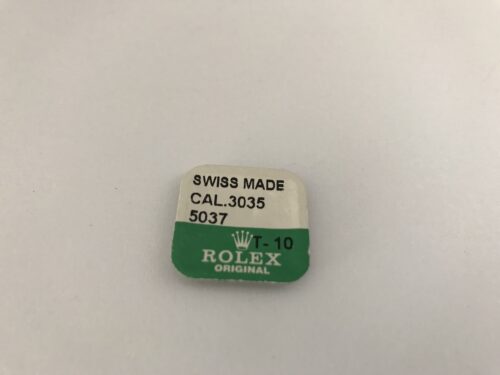 SWISS MADE
CAL.3035
5037
T-10
ROLEX
ORIGINAL